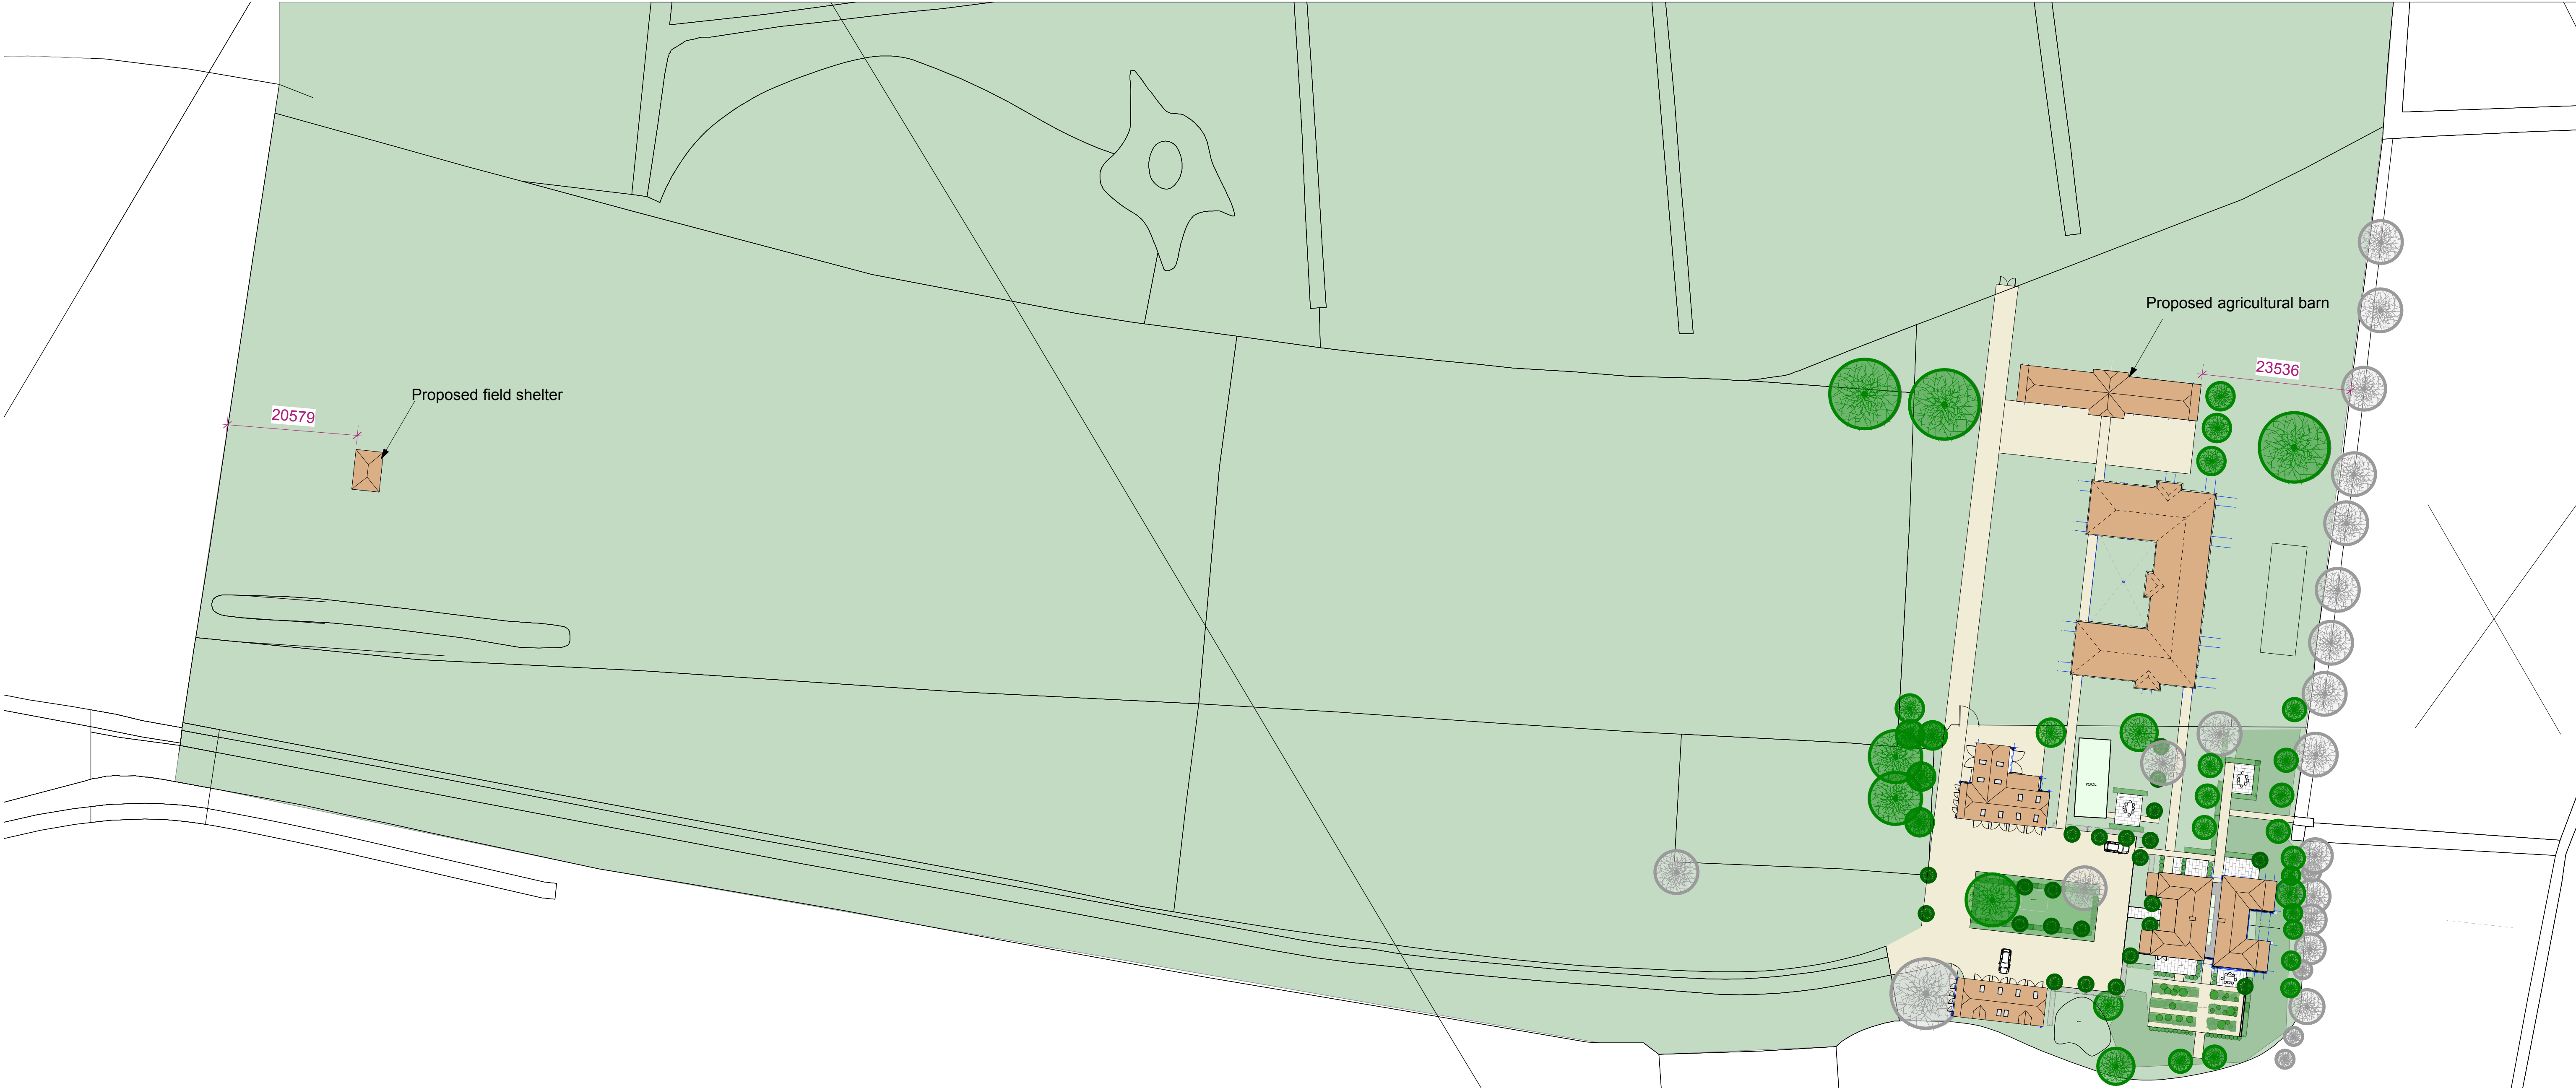 Proposed agricultural barn
23536
Proposed field shelter
20579
POOL